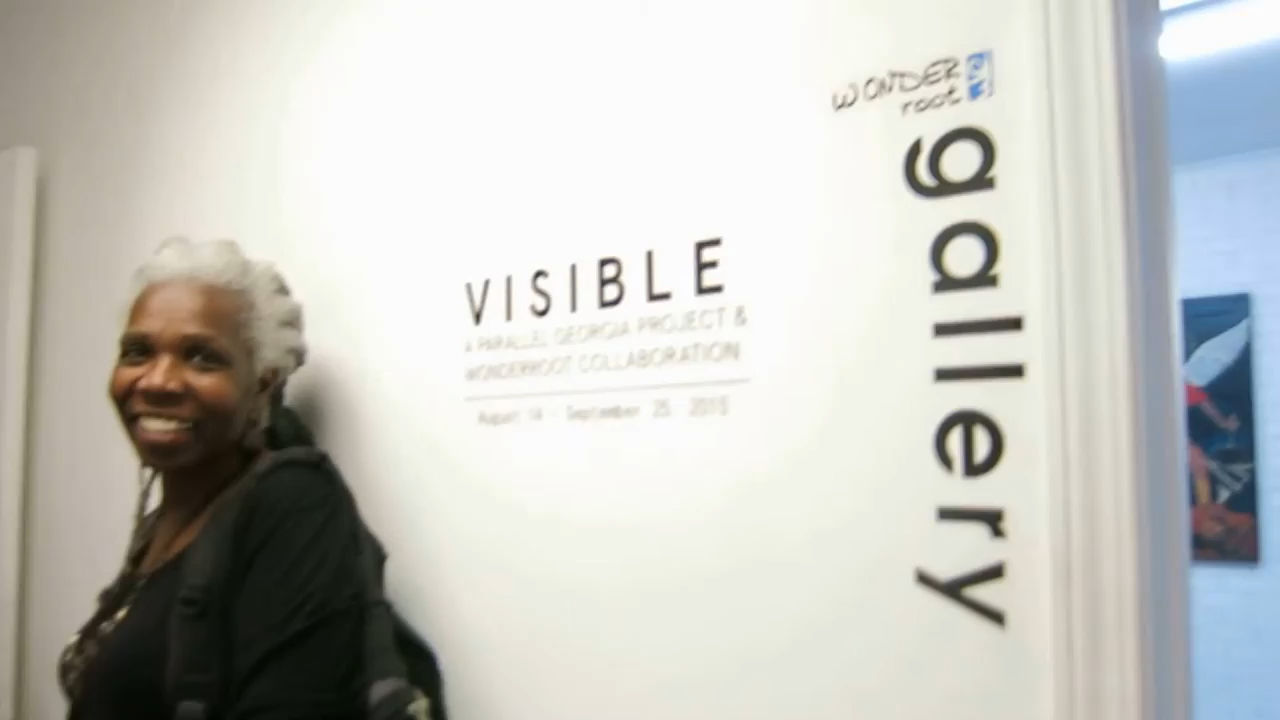 WONDER
root
gallery
VISIBLE
A PARALLEL GEORGIA PROJECT &
WONDERROOT COLLABORATION
August 14 - September 25, 2015